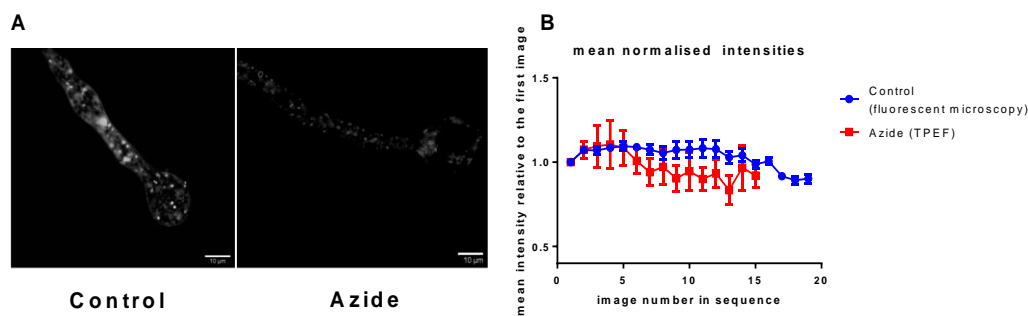 A
10 μm
10 μm
Control
Azide
B
mean normalised intensities
mean intensity relative to the first image
1.5
1.0
0.5
0
5
10
15
20
image number in sequence
Control
(fluorescent microscopy)
Azide (TPEF)